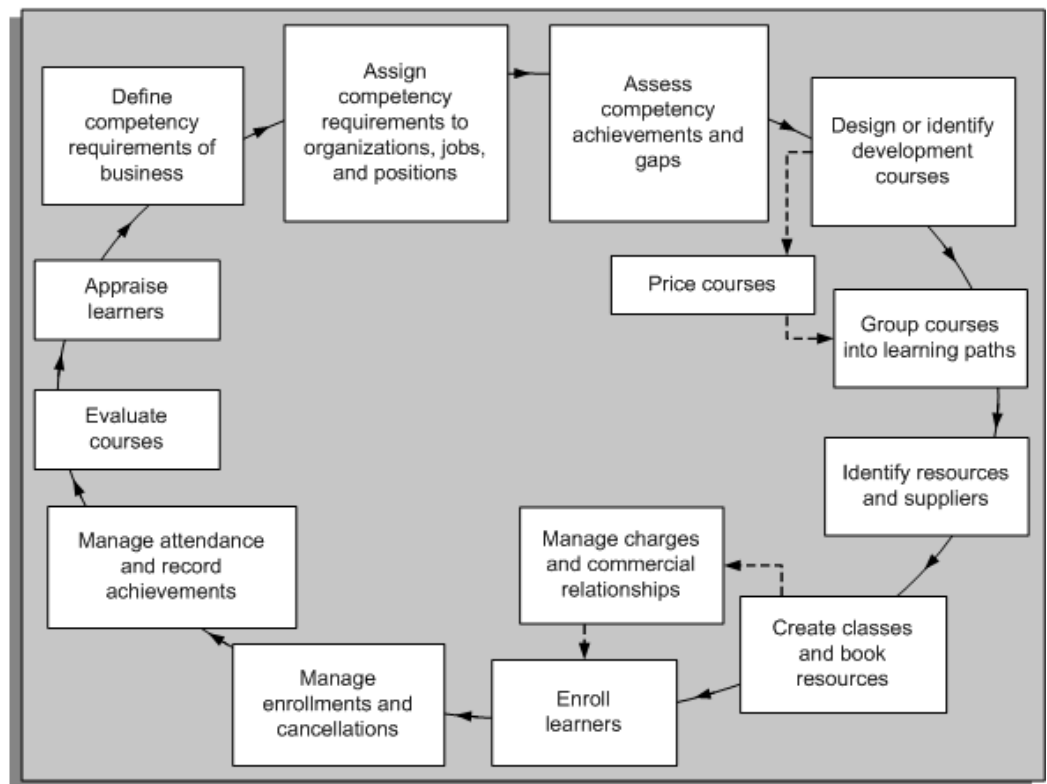 Define
competency
requirements of
business
Assign
competency
requirements to
organizations, jobs,
and positions
Assess
competency
achievements and
gaps
Design or identify
development
courses
Price courses
Group courses
into learning paths
Identify resources
and suppliers
Create classes
and book
resources
Manage charges
and commercial
relationships
Enroll
learners
Manage
enrollments and
cancellations
Manage attendance
and record
achievements
Evaluate
courses
Appraise
learners